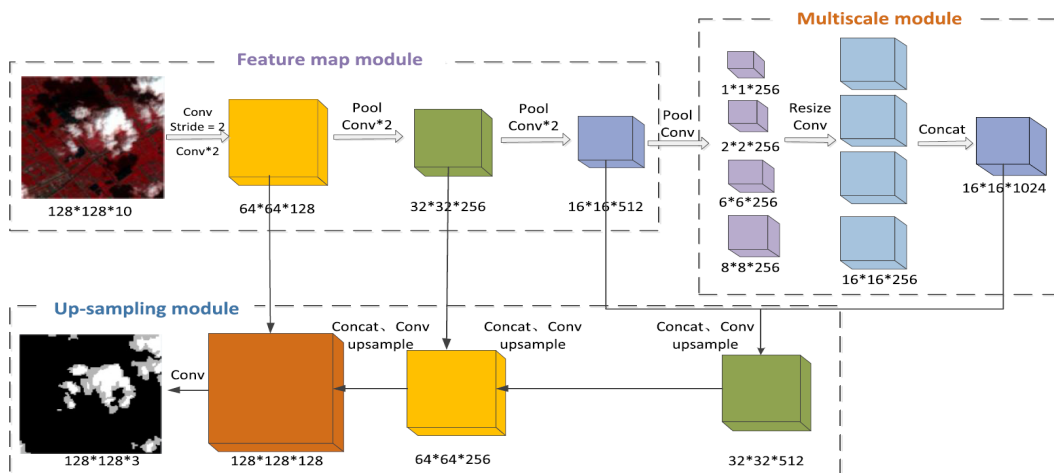 Multiscale module
Feature map module
Conv
Stride = 2
Conv*2
Pool
Conv*2
Pool
Conv*2
Pool
Conv
1*1*256
2*2*256
6*6*256
8*8*256
Resize
Conv
Concat
128*128*10
64*64*128
32*32*256
16*16*512
16*16*256
16*16*1024
Up-sampling module
Conv
Concat、Conv
upsample
Concat、Conv
upsample
Concat、Conv
upsample
128*128*3
128*128*128
64*64*256
32*32*512